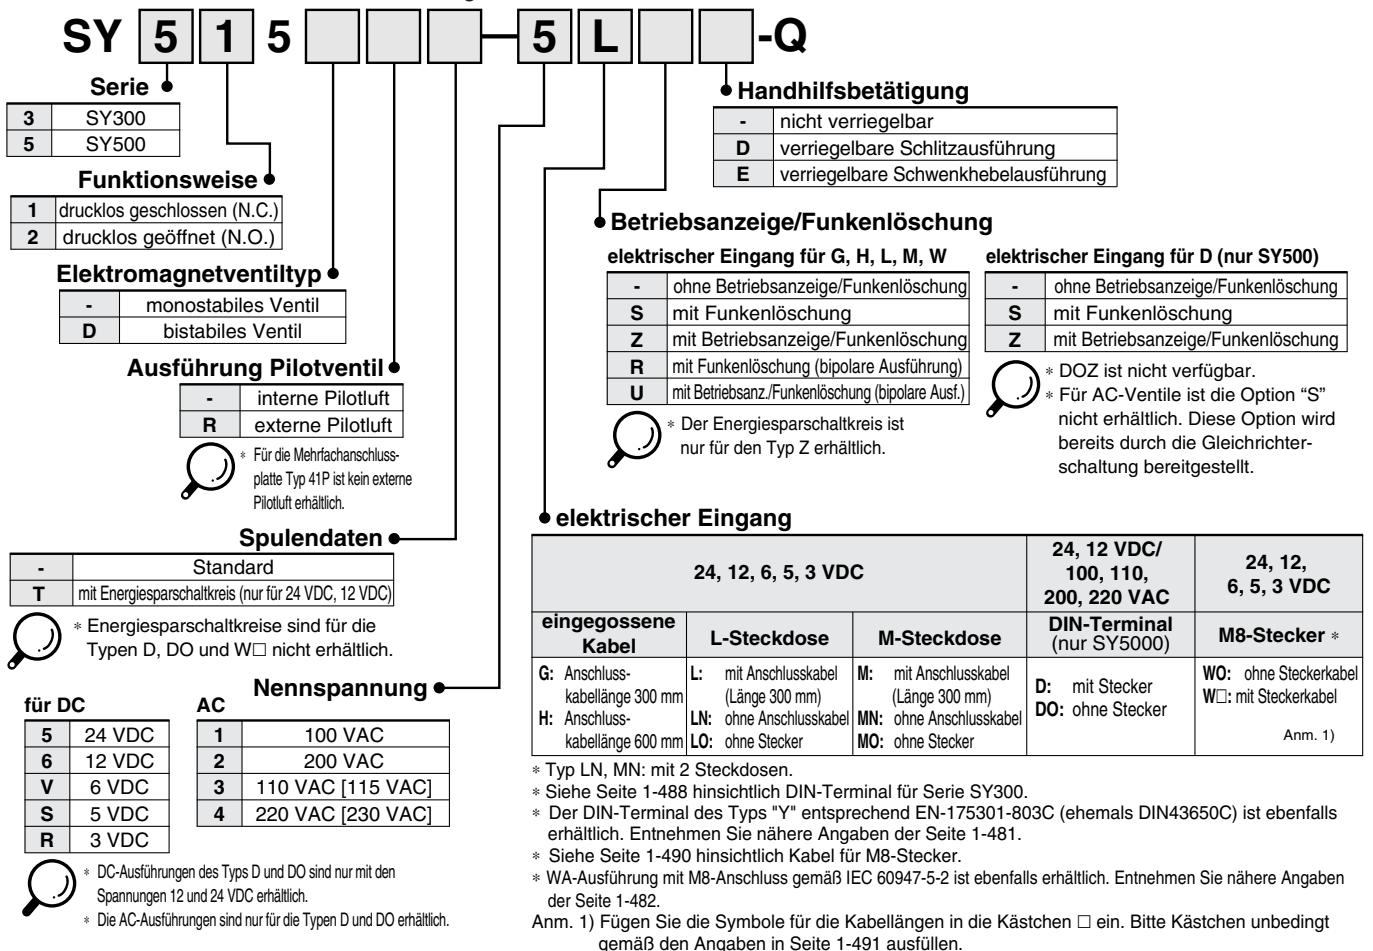 SY 5 1 5 □ □ □ — 5 L □ □ -Q
Serie
3 SY300
5 SY500
Funktionsweise
1 drucklos geschlossen (N.C.)
2 drucklos geöffnet (N.O.)
Elektromagnetventiltyp
- monostabiles Ventil
D bistabiles Ventil
Ausführung Pilotventil
- interne Pilotluft
R externe Pilotluft
* Für die Mehrfachanschluss-
platte Typ 41P ist kein externe
Pilotluft erhältlich.
Spulendaten
- Standard
T mit Energiesparschaltkreis (nur für 24 VDC, 12 VDC)
* Energiesparschaltkreise sind für die
Typen D, DO und W□ nicht erhältlich.
Nennspannung
für DC
5 24 VDC
6 12 VDC
V 6 VDC
S 5 VDC
R 3 VDC
AC
1 100 VAC
2 200 VAC
3 110 VAC [115 VAC]
4 220 VAC [230 VAC]
* DC-Ausführungen des Typs D und DO sind nur mit den
Spannungen 12 und 24 VDC erhältlich.
* Die AC-Ausführungen sind nur für die Typen D und DO erhältlich.
Handhilfsbetätigung
- nicht verriegelbar
D verriegelbare Schlitzausführung
E verriegelbare Schwenkhebelausführung
Betriebsanzeige/Funkenlöschung
elektrischer Eingang für G, H, L, M, W
- ohne Betriebsanzeige/Funkenlöschung
S mit Funkenlöschung
Z mit Betriebsanzeige/Funkenlöschung
R mit Funkenlöschung (bipolare Ausführung)
U mit Betriebsanz./Funkenlöschung (bipolare Ausf.)
* Der Energiesparschaltkreis ist
nur für den Typ Z erhältlich.
elektrischer Eingang für D (nur SY500)
- ohne Betriebsanzeige/Funkenlöschung
S mit Funkenlöschung
Z mit Betriebsanzeige/Funkenlöschung
* DOZ ist nicht verfügbar.
* Für AC-Ventile ist die Option “S”
nicht erhältlich. Diese Option wird
bereits durch die Gleichrichter-
schaltung bereitgestellt.
elektrischer Eingang
24, 12, 6, 5, 3 VDC
24, 12 VDC/
100, 110,
200, 220 VAC
24, 12,
6, 5, 3 VDC
eingegossene
Kabel
L-Steckdose
M-Steckdose
DIN-Terminal
(nur SY5000)
M8-Stecker *
G: Anschluss-
kabellänge 300 mm
H: Anschluss-
kabellänge 600 mm
L: mit Anschlusskabel
(Länge 300 mm)
LN: ohne Anschlusskabel
LO: ohne Stecker
M: mit Anschlusskabel
(Länge 300 mm)
MN: ohne Anschlusskabel
MO: ohne Stecker
D: mit Stecker
DO: ohne Stecker
WO: ohne Steckerkabel
W□: mit Steckerkabel
Anm. 1)
* Typ LN, MN: mit 2 Steckdosen.
* Siehe Seite 1-488 hinsichtlich DIN-Terminal für Serie SY300.
* Der DIN-Terminal des Typs "Y" entsprechend EN-175301-803C (ehemals DIN43650C) ist ebenfalls
erhältlich. Entnehmen Sie nähere Angaben der Seite 1-481.
* Siehe Seite 1-490 hinsichtlich Kabel für M8-Stecker.
* WA-Ausführung mit M8-Anschluss gemäß IEC 60947-5-2 ist ebenfalls erhältlich. Entnehmen Sie nähere Angaben
der Seite 1-482.
Anm. 1) Fügen Sie die Symbole für die Kabellängen in die Kästchen □ ein. Bitte Kästchen unbedingt
gemäß den Angaben in Seite 1-491 ausfüllen.